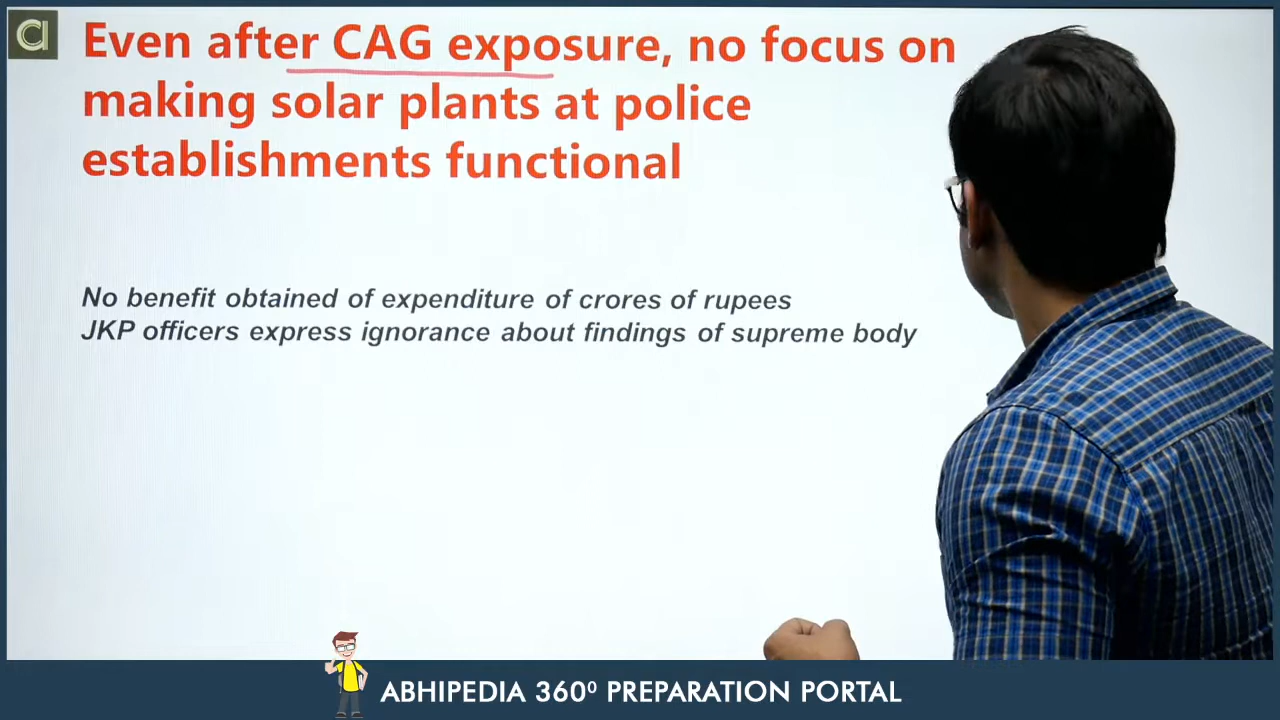 Even after CAG exposure, no focus on
making solar plants at police
establishments functional
No benefit obtained of expenditure of crores of rupees
JKP officers express ignorance about findings of supreme body
ABHIPEDIA 360⁰ PREPARATION PORTAL